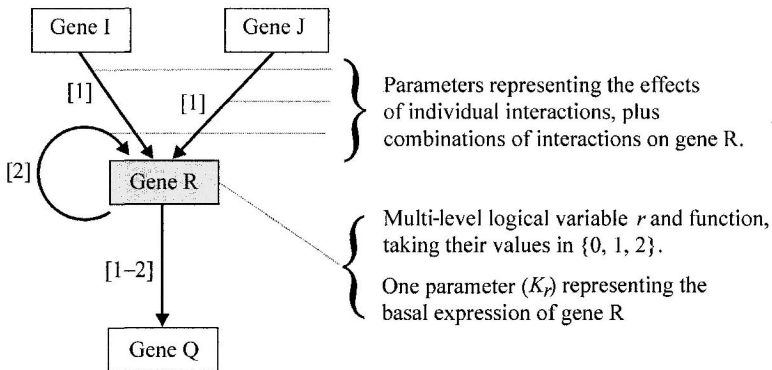 Gene I
Gene J
[1]
[1]
Parameters representing the effects
of individual interactions, plus
combinations of interactions on gene R.
[2]
Gene R
Multi-level logical variable r and function,
taking their values in {0, 1, 2}.
[1–2]
One parameter (Kr) representing the
basal expression of gene R
Gene Q